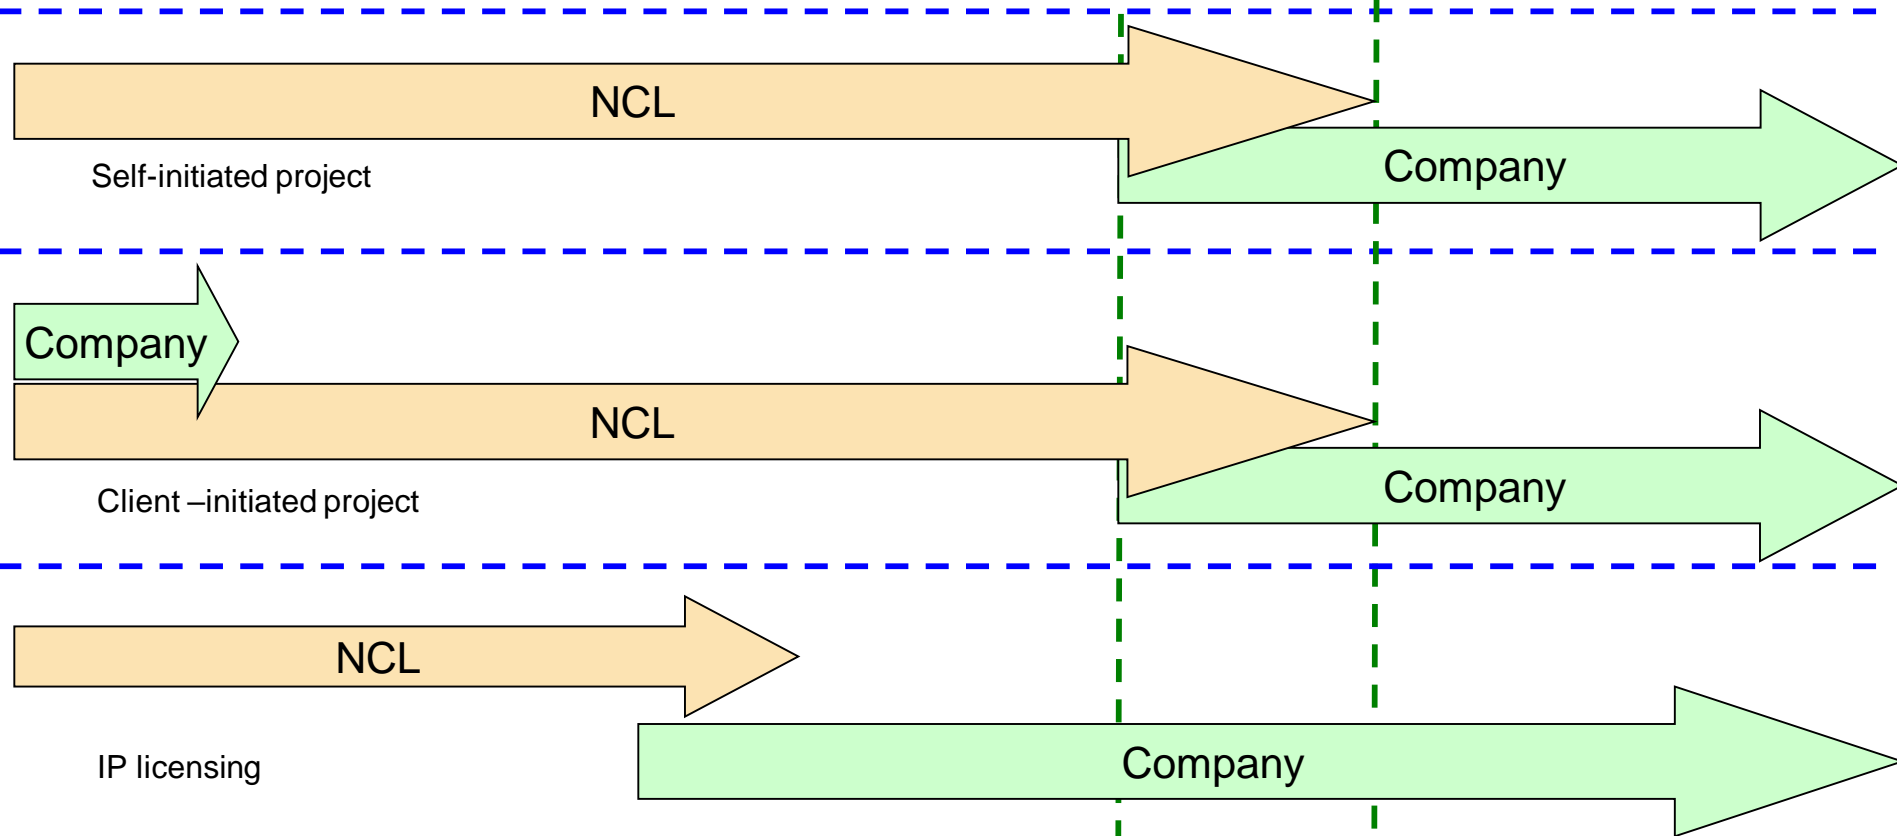 NCL
Company
Self-initiated project
Company
NCL
Company
Client –initiated project
NCL
Company
IP licensing